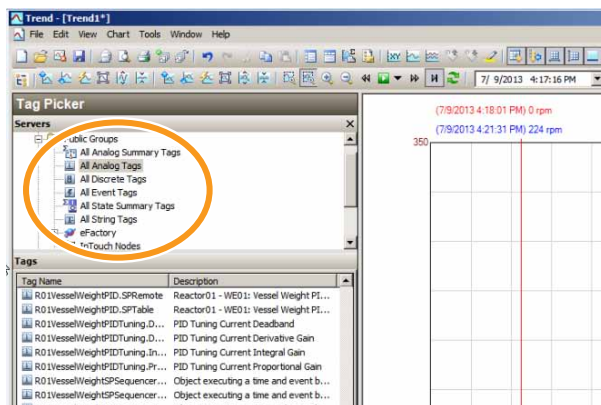 Trend - [Trend1*]
File Edit View Chart Tools Window Help
7/ 9/2013 4:17:16 PM
Tag Picker
Servers
Public Groups
All Analog Summary Tags
All Analog Tags
All Discrete Tags
All Event Tags
All State Summary Tags
All String Tags
eFactory
InTouch Nodes
Tags
Tag Name Description
R01VesselWeightPID.SPRemote Reactor01 - WE01: Vessel Weight PI...
R01VesselWeightPID.SPTable Reactor01 - WE01: Vessel Weight PI...
R01VesselWeightPIDTuning.D... PID Tuning Current Deadband
R01VesselWeightPIDTuning.D... PID Tuning Current Derivative Gain
R01VesselWeightPIDTuning.In... PID Tuning Current Integral Gain
R01VesselWeightPIDTuning.Pr... PID Tuning Current Proportional Gain
R01VesselWeightSPSequencer... Object executing a time and event b...
R01VesselWeightSPSequencer... Object executing a time and event b...
(7/9/2013 4:18:01 PM) 0 rpm
(7/9/2013 4:21:31 PM) 224 rpm
350